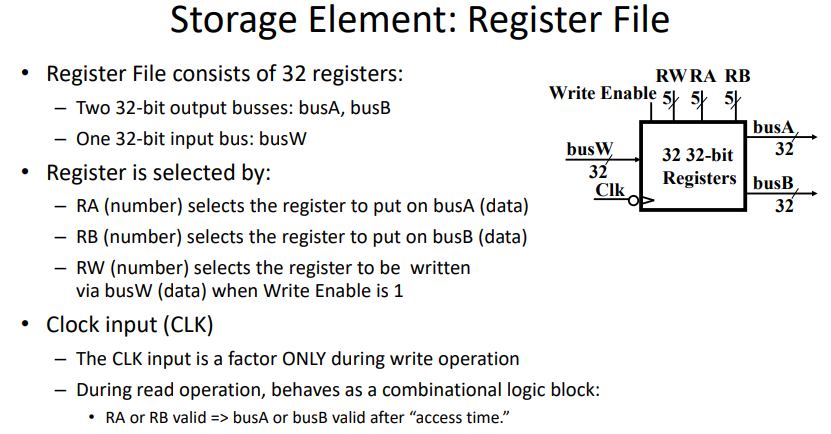 Storage Element: Register File
• Register File consists of 32 registers:
– Two 32-bit output busses: busA, busB
– One 32-bit input bus: busW
• Register is selected by:
– RA (number) selects the register to put on busA (data)
– RB (number) selects the register to put on busB (data)
– RW (number) selects the register to be written
via busW (data) when Write Enable is 1
• Clock input (CLK)
– The CLK input is a factor ONLY during write operation
– During read operation, behaves as a combinational logic block:
• RA or RB valid => busA or busB valid after “access time.”
RW RA RB
Write Enable 5 5 5
busA
32
busW
32
Clk
32 32-bit
Registers
busB
32